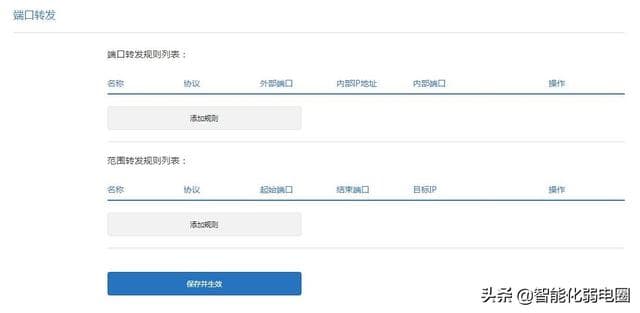 端口转发
端口转发规则列表：
名称 协议 外部端口 内部IP地址 内部端口 操作
添加规则
范围转发规则列表：
名称 协议 起始端口 结束端口 目标IP 操作
添加规则
保存并生效
头条 @智能化弱电圈